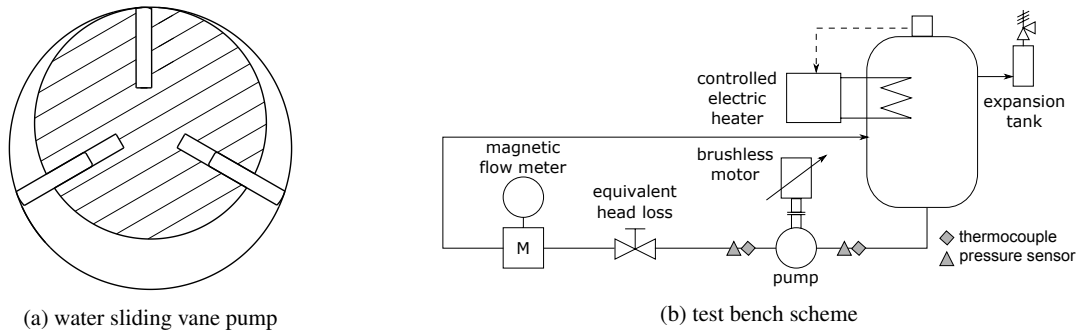 controlled
electric
heater
expansion
tank
magnetic
flow meter
brushless
motor
equivalent
head loss
M
pump
thermocouple
pressure sensor
(a) water sliding vane pump
(b) test bench scheme